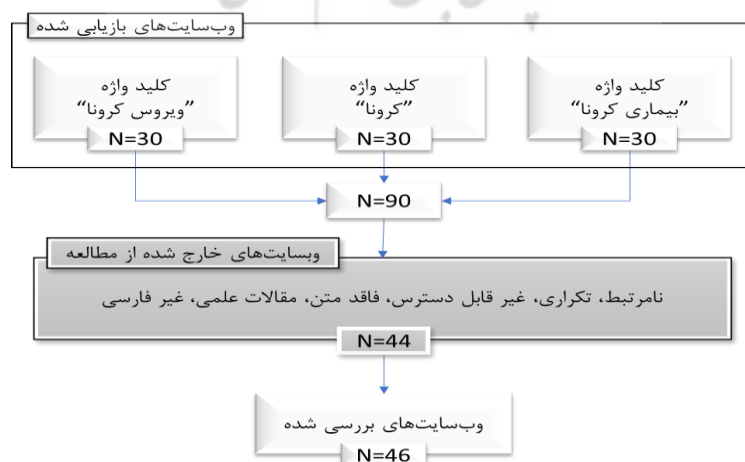 وب‌سایت‌های بازیابی شده
کلید واژه
”بیماری کرونا“
N=30
کلید واژه
”کرونا“
N=30
کلید واژه
”ویروس کرونا“
N=30
N=90
وبسایت‌های خارج شده از مطالعه
نامرتبط، تکراری، غیر قابل دسترس، فاقد متن، مقالات علمی، غیر فارسی
N=44
وب‌سایت‌های بررسی شده
N=46